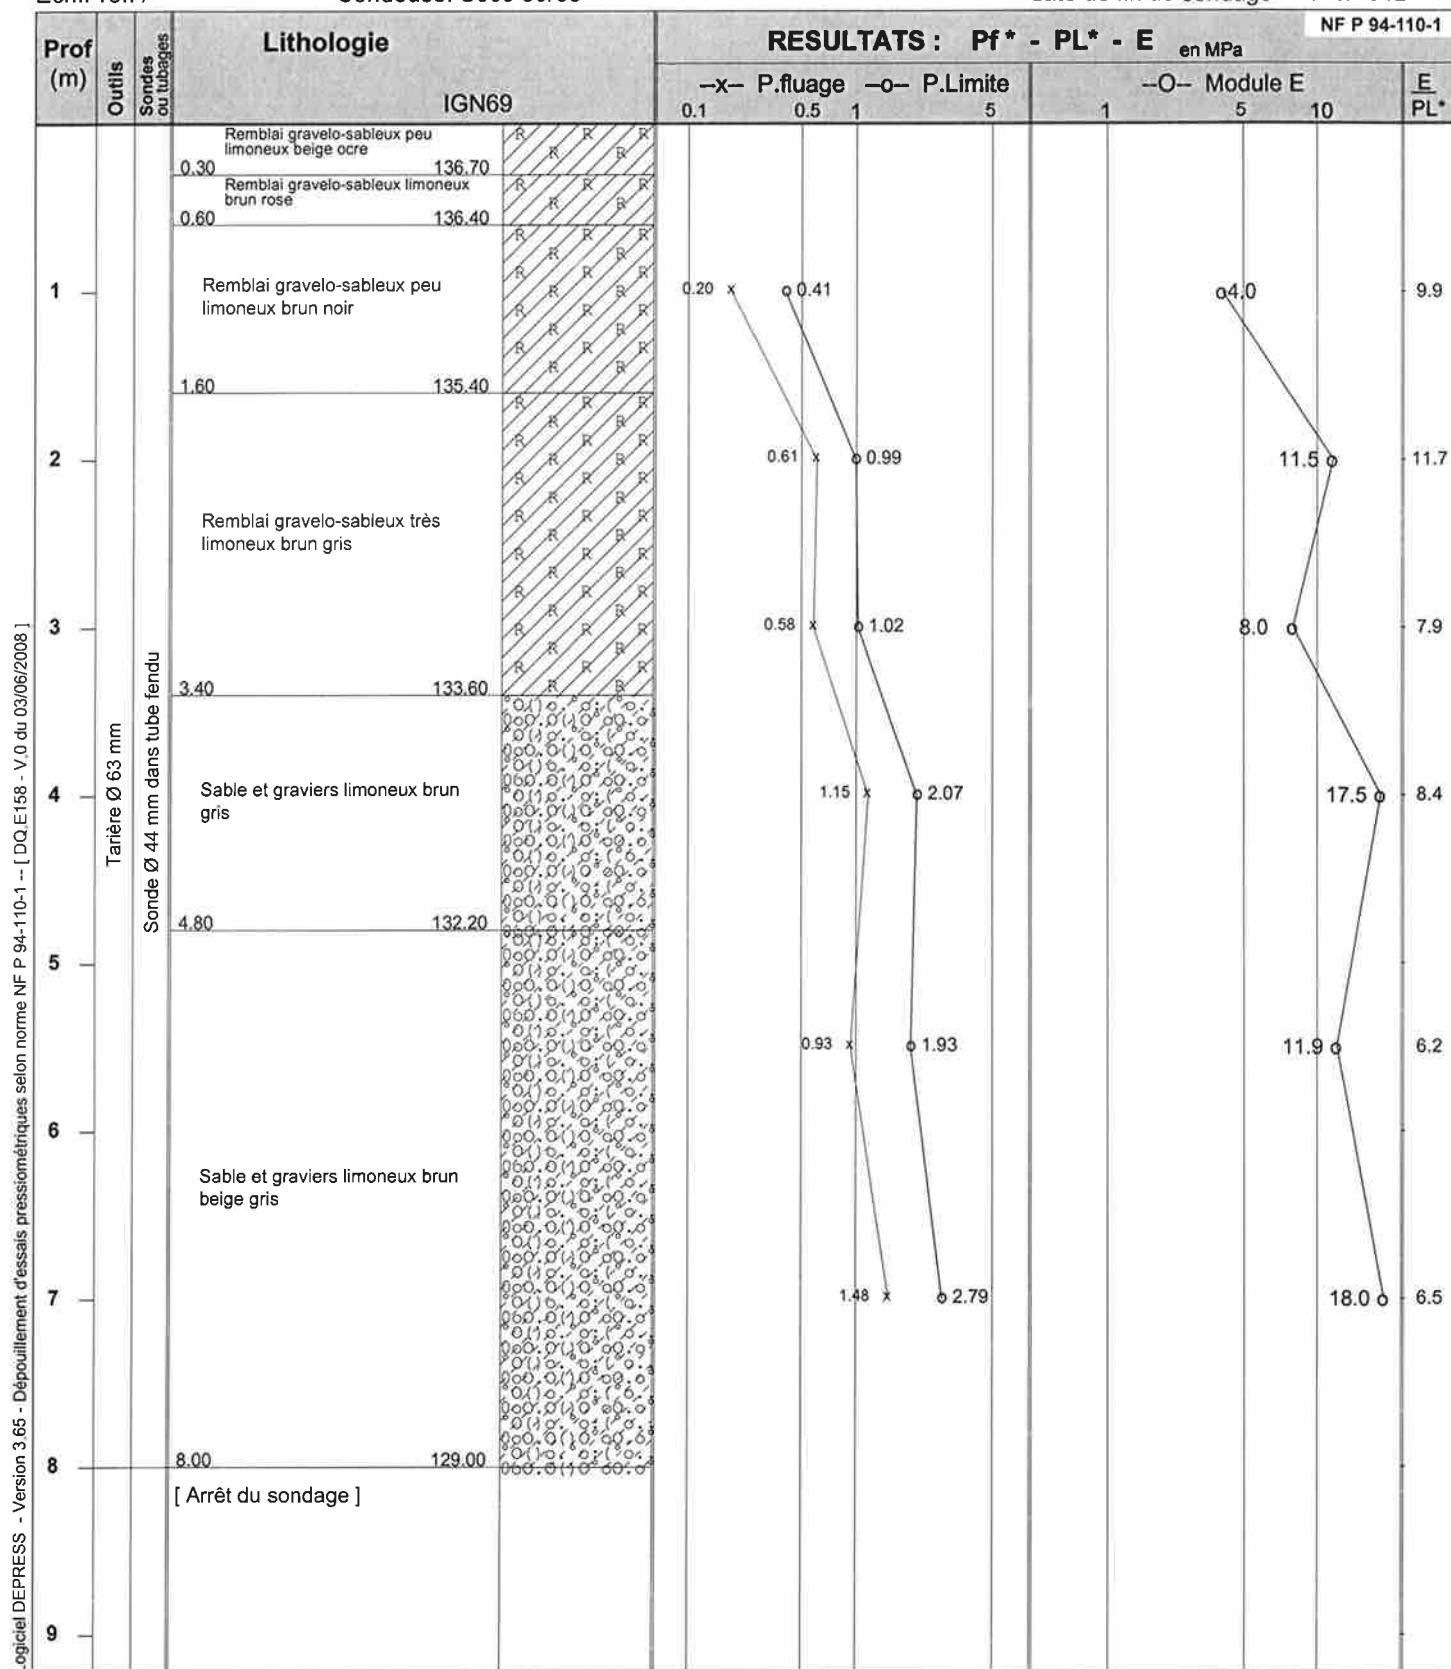 NF P 94-110-1
Prof
(m)
Outils
Sondes
ou tubages
Lithologie
IGN69
RESULTATS : Pf* - PL* - E en MPa
--x-- P.fluage --o-- P.Limite
--O-- Module E
E
PL*
0.1 0.5 1 5 1 5 10
Remblai gravelo-sableux peu
limoneux beige ocre
0.30 136.70
Remblai gravelo-sableux limoneux
brun rose
0.60 136.40
Remblai gravelo-sableux peu
limoneux brun noir
1 0.20 0.41 4.0 9.9
1.60 135.40
2 0.61 0.99 11.5 11.7
Remblai gravelo-sableux très
limoneux brun gris
3 0.58 1.02 8.0 7.9
3.40 133.60
Sable et graviers limoneux brun
gris
4 1.15 2.07 17.5 8.4
4.80 132.20
5
0.93 1.93 11.9 6.2
6
Sable et graviers limoneux brun
beige gris
7 1.48 2.79 18.0 6.5
8 8.00 129.00
[ Arrêt du sondage ]
9
Tarière Ø 63 mm
Sonde Ø 44 mm dans tube fendu
ogiciel DEPRESS - Version 3.65 - Dépouillement d'essais pressiométriques selon norme NF P 94-110-1 -- [ DQ.E158 - V.0 du 03/06/2008 ]